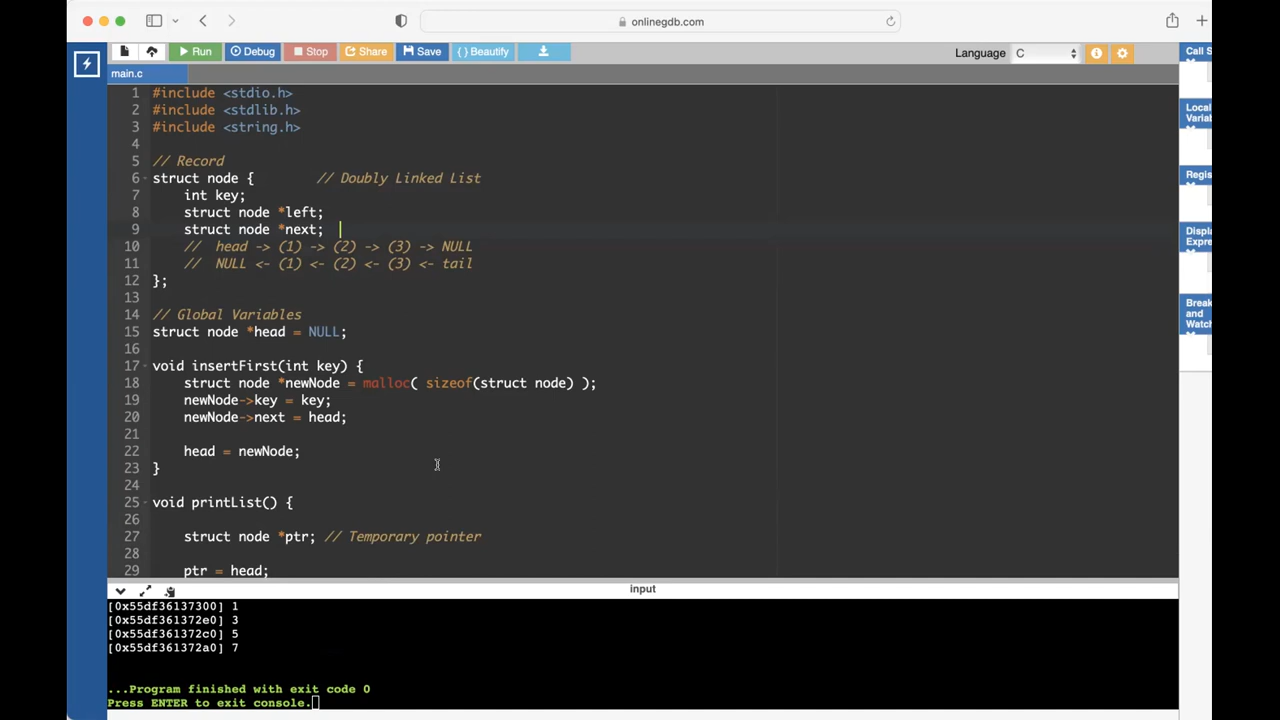 onlinegdb.com
Run Debug Stop Share Save { } Beautify Language C
Call S
main.c
1 #include <stdio.h>
2 #include <stdlib.h>
3 #include <string.h>
4
5 // Record
6 struct node { // Doubly Linked List
7 int key;
8 struct node *left;
9 struct node *next;
10 // head -> (1) -> (2) -> (3) -> NULL
11 // NULL <- (1) <- (2) <- (3) <- tail
12 };
13
14 // Global Variables
15 struct node *head = NULL;
16
17 void insertFirst(int key) {
18 struct node *newNode = malloc( sizeof(struct node) );
19 newNode->key = key;
20 newNode->next = head;
21
22 head = newNode;
23 }
24
25 void printList() {
26
27 struct node *ptr; // Temporary pointer
28
29 ptr = head;
Local
Varial
Regis
Displ
Expre
Break
and
Watch
input
[0x55df36137300] 1
[0x55df361372e0] 3
[0x55df361372c0] 5
[0x55df361372a0] 7
...Program finished with exit code 0
Press ENTER to exit console.